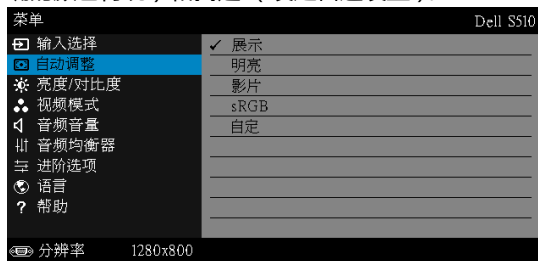 菜单
Dell S510
输入选择
自动调整
亮度/对比度
视频模式
音频音量
音频均衡器
进阶选项
语言
帮助
✓ 展示
明亮
影片
sRGB
自定
分辨率 1280x800